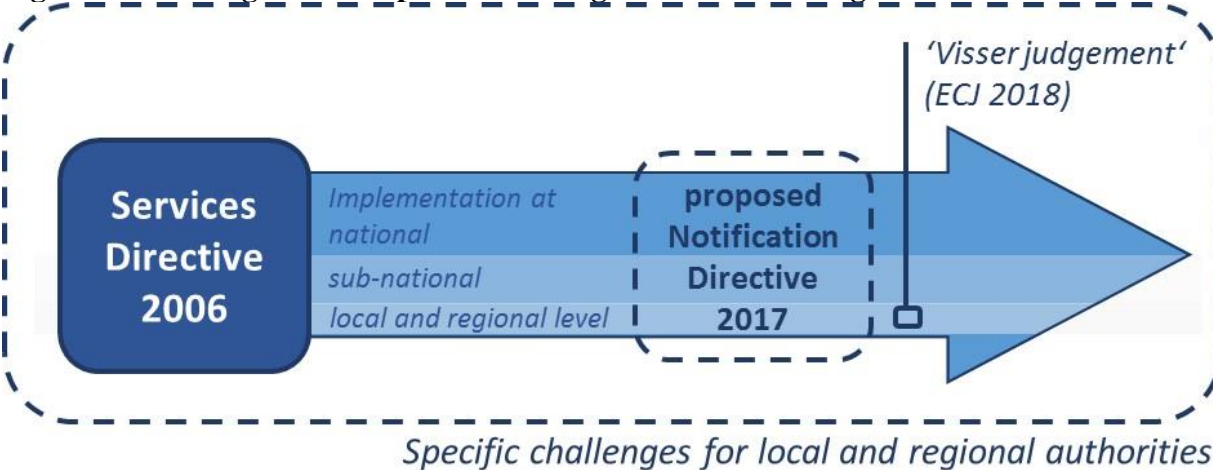 ‘Visser judgement‘
(ECJ 2018)
Services
Directive
2006
Implementation at
national
sub-national
local and regional level
proposed
Notification
Directive
2017
Specific challenges for local and regional authorities